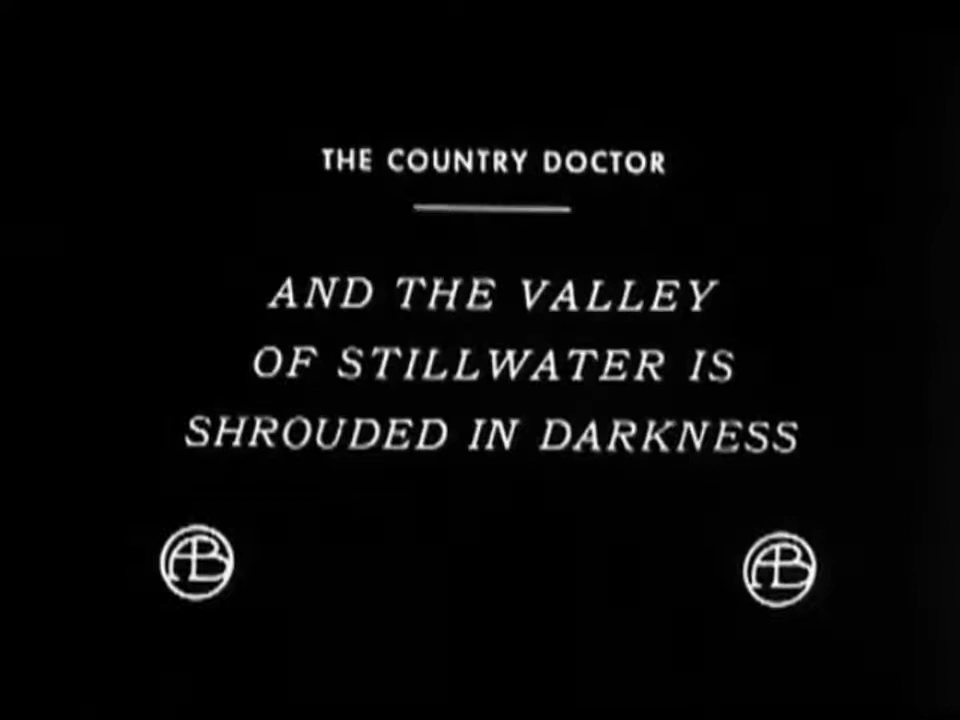 THE COUNTRY DOCTOR
AND THE VALLEY
OF STILLWATER IS
SHROUDED IN DARKNESS
AB AB